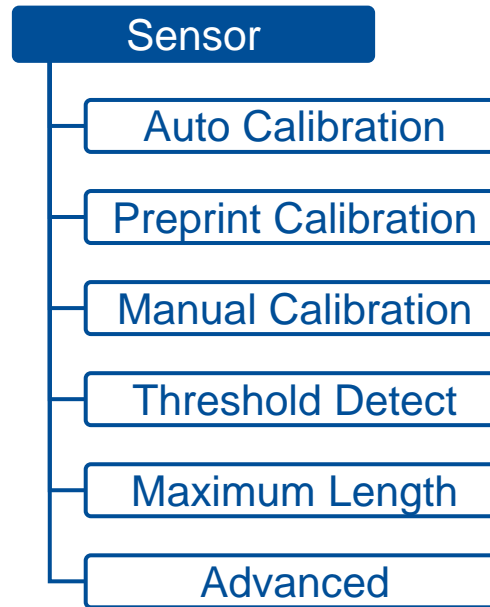 Sensor
Auto Calibration
Preprint Calibration
Manual Calibration
Threshold Detect
Maximum Length
Advanced